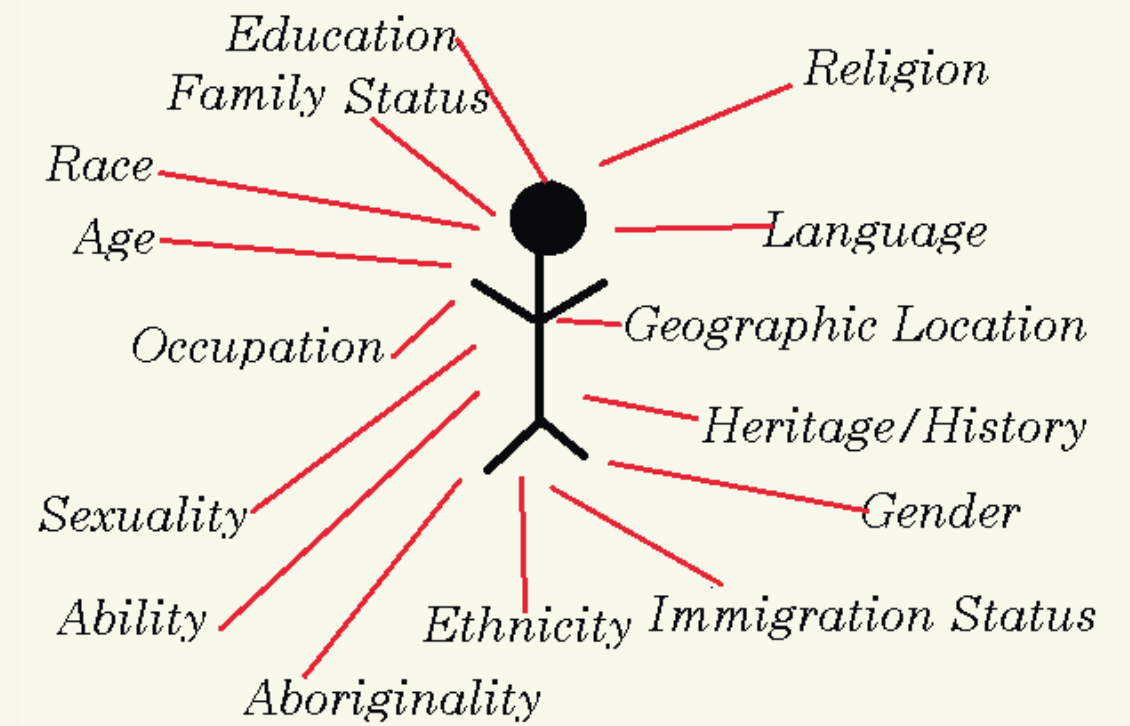 Education
Religion
Family Status
Race
Language
Age
Geographic Location
Occupation
Heritage/History
Sexuality
Gender
Ability
Ethnicity
Immigration Status
Aboriginality